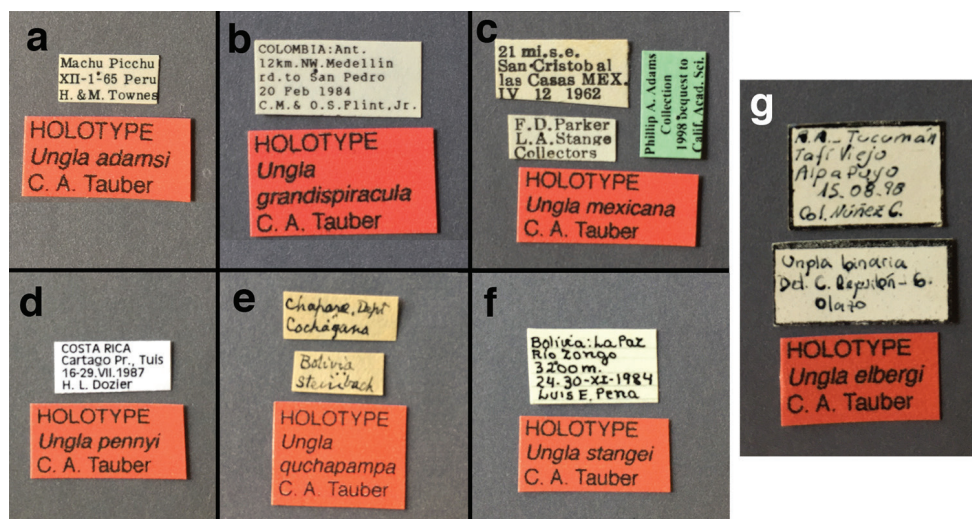 a
Machu Picchu
XII-1-65 Peru
H. &M. Townes
HOLOTYPE
Ungla adamsi
C. A. Tauber
b
COLOMBIA:Ant.
12km.NW.Medellin
rd.to San Pedro
20 Feb 1984
C.M.& O.S.Flint,Jr.
HOLOTYPE
Ungla
grandispiracula
C. A. Tauber
c
21 mi.s.e.
San Cristobal
las Casas MEX.
IV 12 1962
F.D.Parker
L.A.Stange
Collectors
Phillip A. Adams
Collection
1998 bequest to
Calif. Acad. Sci.
HOLOTYPE
Ungla mexicana
C. A. Tauber
d
COSTA RICA
Cartago Pr., Tuis
16-29.VII.1987
H. L. Dozier
HOLOTYPE
Ungla pennyi
C. A. Tauber
e
Chapare, Dept
Cochagana
Bolivia
steinbach
HOLOTYPE
Ungla
quchapampa
C. A. Tauber
f
Bolivia: La Paz
Rio Zongo
3200m.
24-30-XI-1984
Luis E. Pena
HOLOTYPE
Ungla stangei
C. A. Tauber
g
R.A._ Tucumán
Tafí Viejo
15.08.98
Col. Núñez C.
Ungla binaria
Det. C.
Olazo
HOLOTYPE
Ungla elbergi
C. A. Tauber